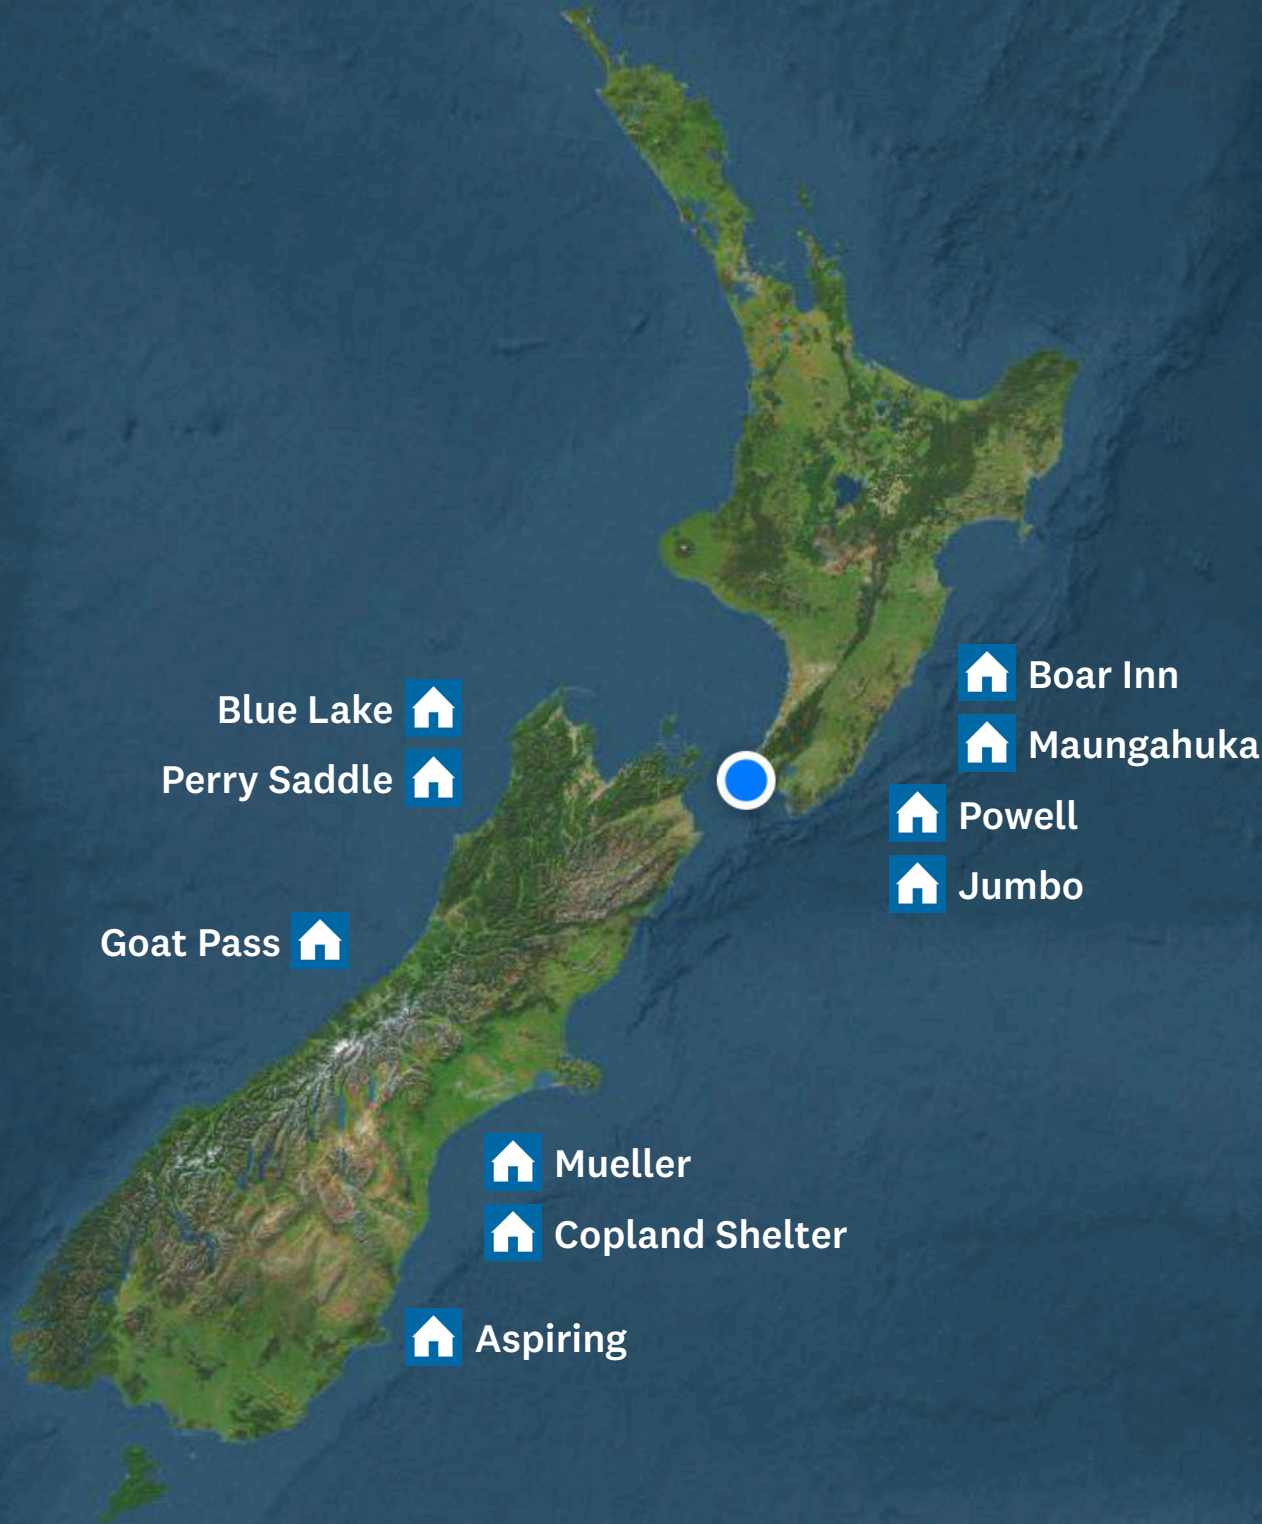 Boar Inn
Blue Lake
Maungahuka
Perry Saddle
Powell
Jumbo
Goat Pass
Mueller
Copland Shelter
Aspiring